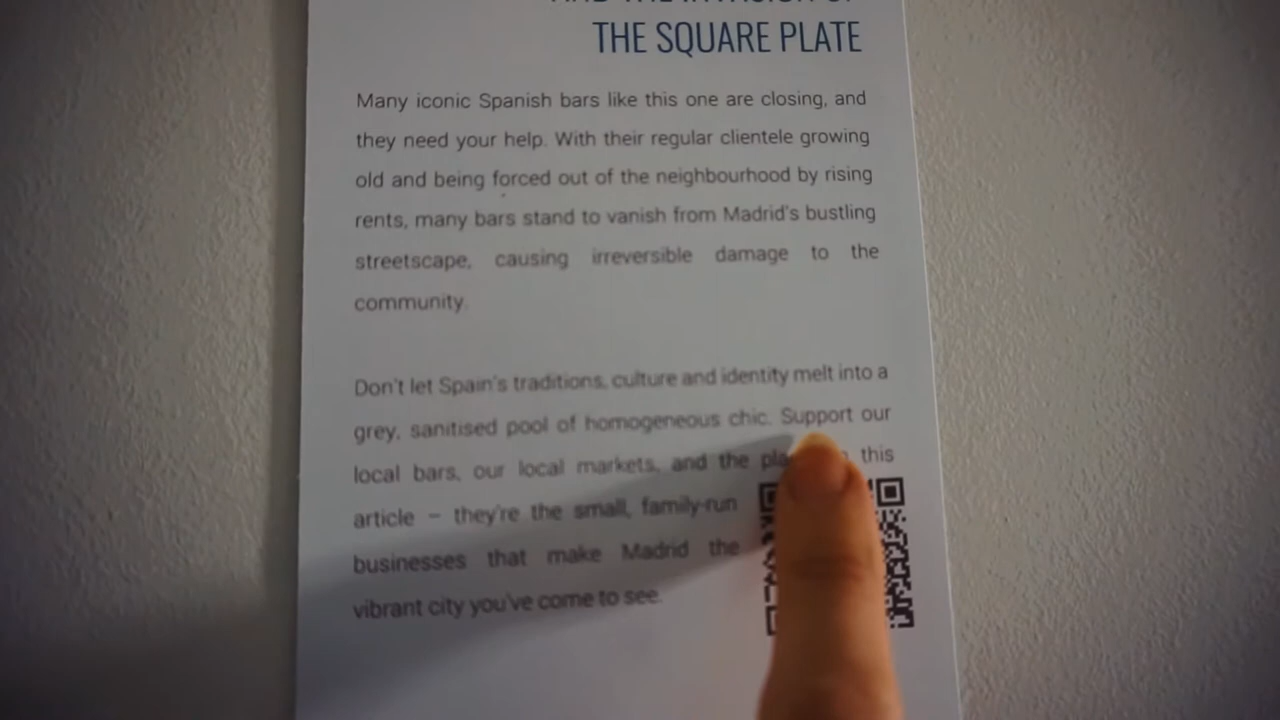 THE SQUARE PLATE
Many iconic Spanish bars like this one are closing, and
they need your help. With their regular clientele growing
old and being forced out of the neighbourhood by rising
rents, many bars stand to vanish from Madrid's bustling
streetscape, causing irreversible damage to the
community.
Don't let Spain's traditions, culture and identity melt into a
grey, sanitised pool of homogeneous chic. Support our
local bars, our local markets, and the this
article – they're the small, family-run
businesses that make Madrid the
vibrant city you've come to see.